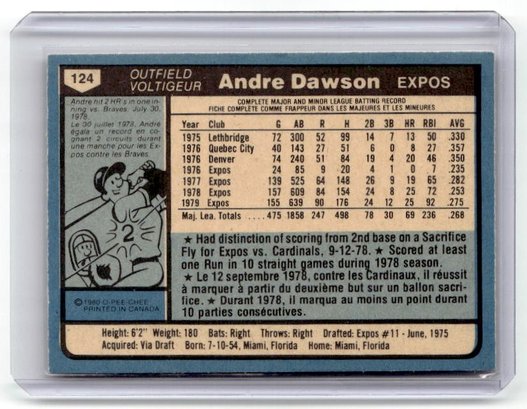 124
OUTFIELD
VOLTIGEUR
Andre Dawson
EXPOS
Andre hit 2 HR's in one in-
ning vs. Braves, July 30,
1978.
Le 30 juillet 1978, André
égala un record en co-
gnant 2 circuits durant
une manche pour les Ex-
pos contre les Braves.
2
© 1980 O-PEE-CHEE
PRINTED IN CANADA
COMPLETE MAJOR AND MINOR LEAGUE BATTING RECORD
FICHE COMPLÈTE COMME FRAPPEUR DANS LES MAJEURES ET LES MINEURES
Year Club G AB R H 2B 3B HR RBI AVG
1975 Lethbridge 72 300 52 99 14 7 13 50 .330
1976 Quebec City 40 143 27 51 6 0 8 27 .357
1976 Denver 74 240 51 84 19 4 20 46 .350
1976 Expos 24 85 9 20 4 1 0 7 .235
1977 Expos 139 525 64 148 26 9 19 65 .282
1978 Expos 157 609 84 154 24 8 25 72 .253
1979 Expos 155 639 90 176 24 12 25 92 .275
Maj. Lea. Totals 475 1858 247 498 78 30 69 236 .268
★ Had distinction of scoring from 2nd base on a Sacrifice
Fly for Expos vs. Cardinals, 9-12-78. ★ Scored at least
one Run in 10 straight games during 1978 season.
★ Le 12 septembre 1978, contre les Cardinaux, il réussit
à marquer à partir du deuxième but sur un ballon sacri-
fice. ★ Durant 1978, il marqua au moins un point durant
10 parties consécutives.
Height: 6'2" Weight: 180 Bats: Right Throws: Right Drafted: Expos #11 - June, 1975
Acquired: Via Draft Born: 7-10-54, Miami, Florida Home: Miami, Florida